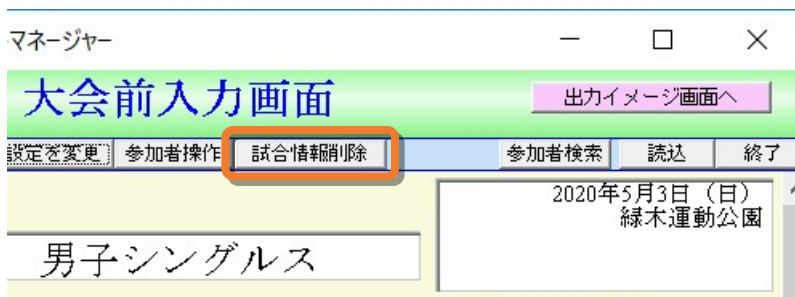 マネージャー
大会前入力画面
出力イメージ画面へ
設定を変更 参加者操作 試合情報削除 参加者検索 読込 終了
2020年5月3日（日）
緑木運動公園
男子シングルス